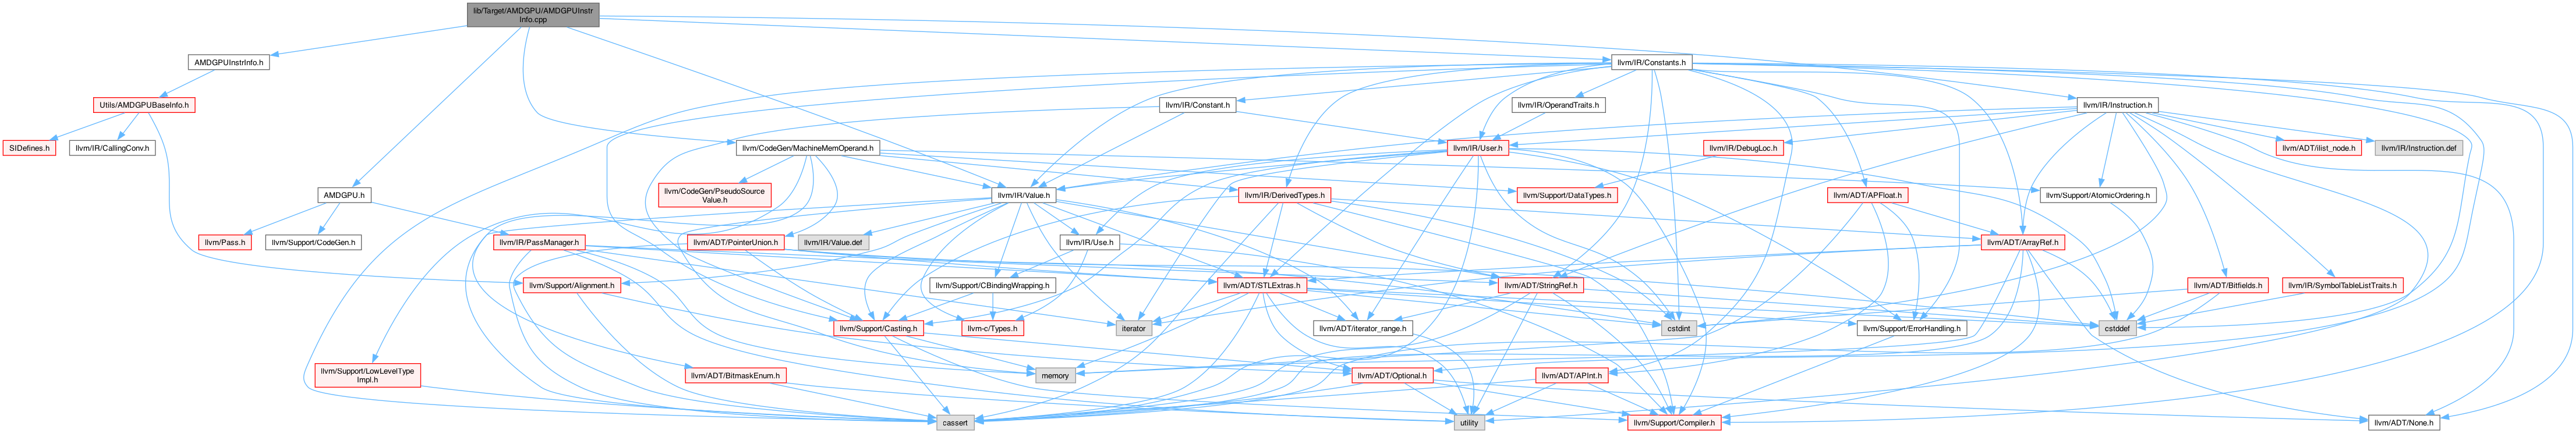 lib/Target/AMDGPU/AMDGPUInstr
Info.cpp
AMDGPUInstrInfo.h
llvm/IR/Constants.h
Utils/AMDGPUBaseInfo.h
llvm/IR/Constant.h
llvm/IR/OperandTraits.h
llvm/IR/Instruction.h
SIDefines.h
llvm/IR/CallingConv.h
llvm/CodeGen/MachineMemOperand.h
llvm/IR/User.h
llvm/IR/DebugLoc.h
llvm/ADT/ilist_node.h
llvm/IR/Instruction.def
AMDGPU.h
llvm/CodeGen/PseudoSource
Value.h
llvm/IR/Value.h
llvm/IR/DerivedTypes.h
llvm/Support/DataTypes.h
llvm/ADT/APFloat.h
llvm/Support/AtomicOrdering.h
llvm/Pass.h
llvm/Support/CodeGen.h
llvm/IR/PassManager.h
llvm/ADT/PointerUnion.h
llvm/IR/Value.def
llvm/IR/Use.h
llvm/ADT/ArrayRef.h
llvm/Support/Alignment.h
llvm/Support/CBindingWrapping.h
llvm/ADT/STLExtras.h
llvm/ADT/StringRef.h
llvm/ADT/Bitfields.h
llvm/IR/SymbolTableListTraits.h
llvm/Support/Casting.h
llvm-c/Types.h
iterator
llvm/ADT/iterator_range.h
cstdint
llvm/Support/ErrorHandling.h
cstddef
llvm/Support/LowLevelType
Impl.h
llvm/ADT/BitmaskEnum.h
memory
llvm/ADT/Optional.h
llvm/ADT/APInt.h
cassert
utility
llvm/Support/Compiler.h
llvm/ADT/None.h